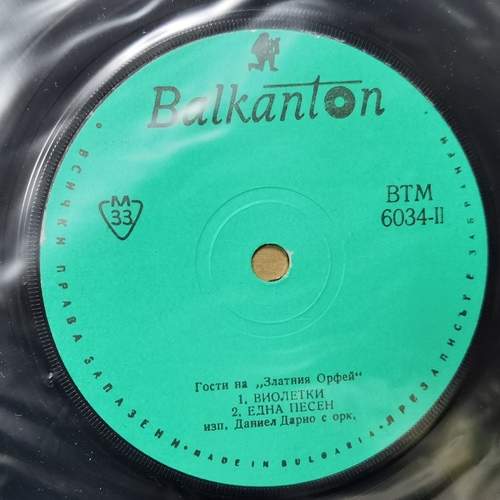 Balkanton
M
33
ВТМ
6034-II
Гости на „Златния Орфей“
1. ВИОЛЕТКИ
2. ЕДНА ПЕСЕН
изп. Даниел Дарио с орк.
ВСИЧКИ ПРАВА ЗАПАЗЕНИ • MADE IN BULGARIA • ПРЕЗАПИСЪТ Е ЗАБРАНЕН